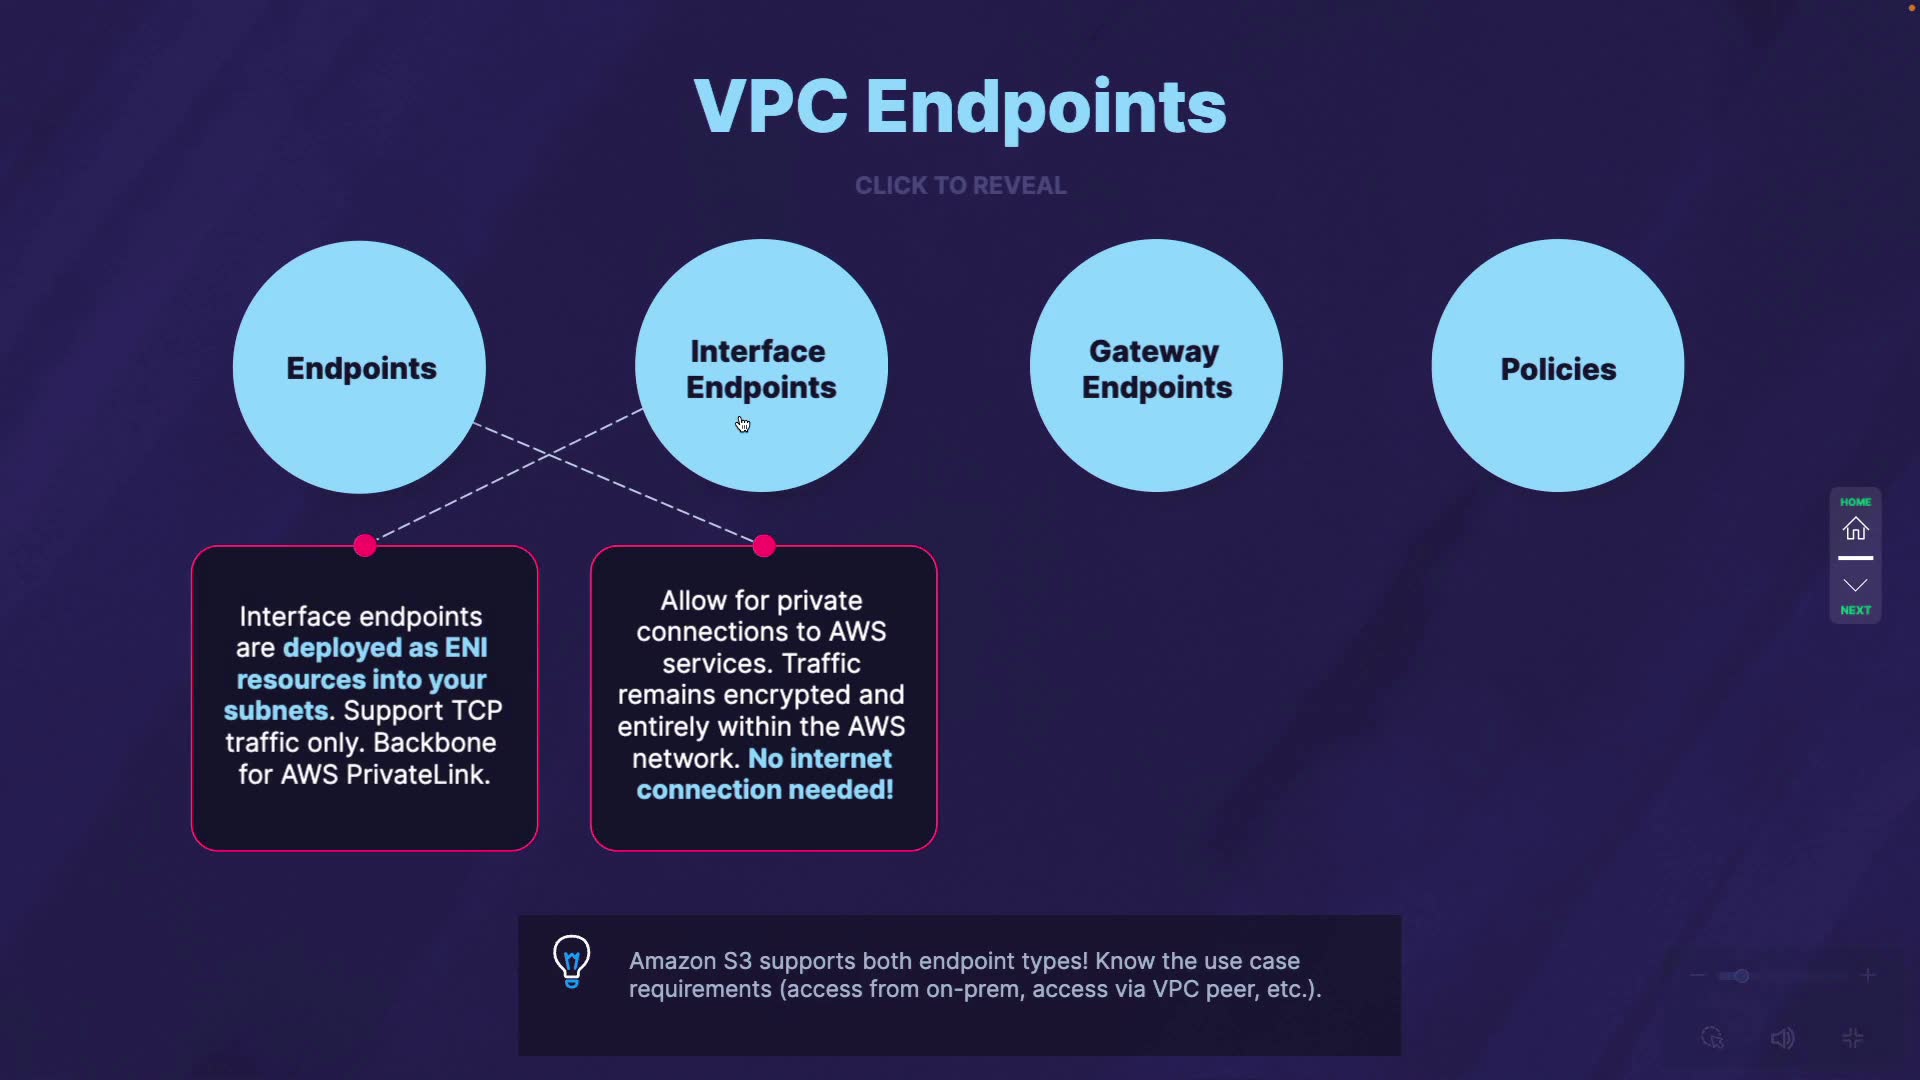 VPC Endpoints
CLICK TO REVEAL
Endpoints
Interface
Endpoints
Gateway
Endpoints
Policies
Interface endpoints
are deployed as ENI
resources into your
subnets. Support TCP
traffic only. Backbone
for AWS PrivateLink.
Allow for private
connections to AWS
services. Traffic
remains encrypted and
entirely within the AWS
network. No internet
connection needed!
HOME
NEXT
Amazon S3 supports both endpoint types! Know the use case
requirements (access from on-prem, access via VPC peer, etc.).